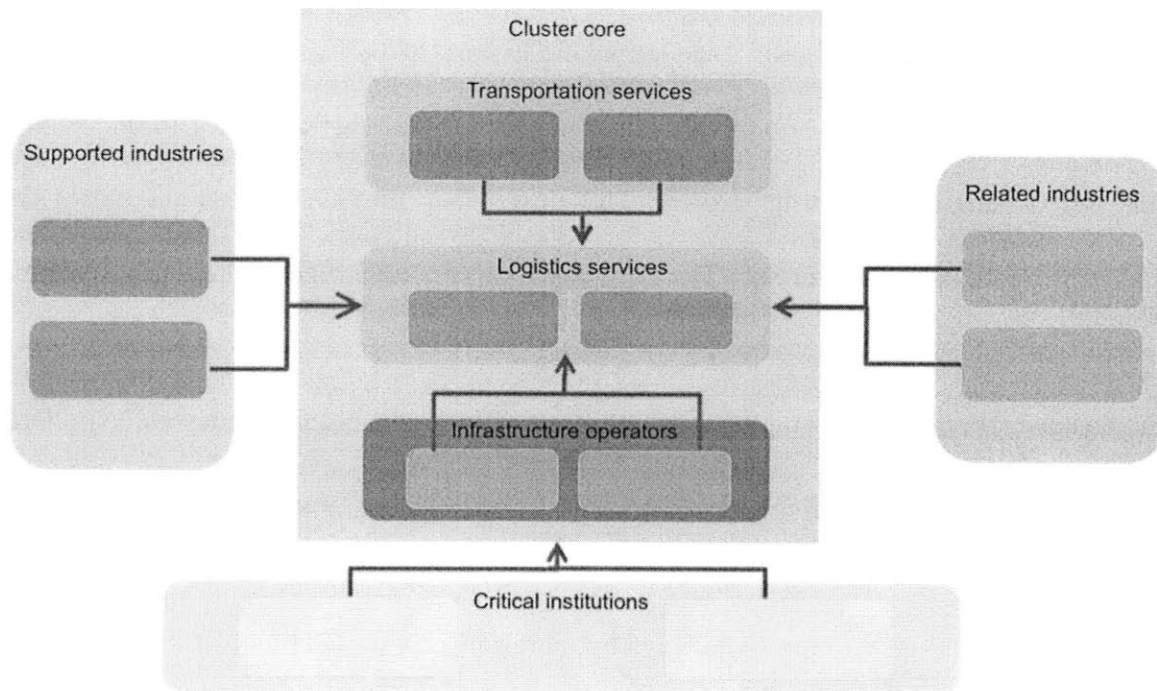 Cluster core
Transportation services
Supported industries
Related industries
Logistics services
Infrastructure operators
Critical institutions